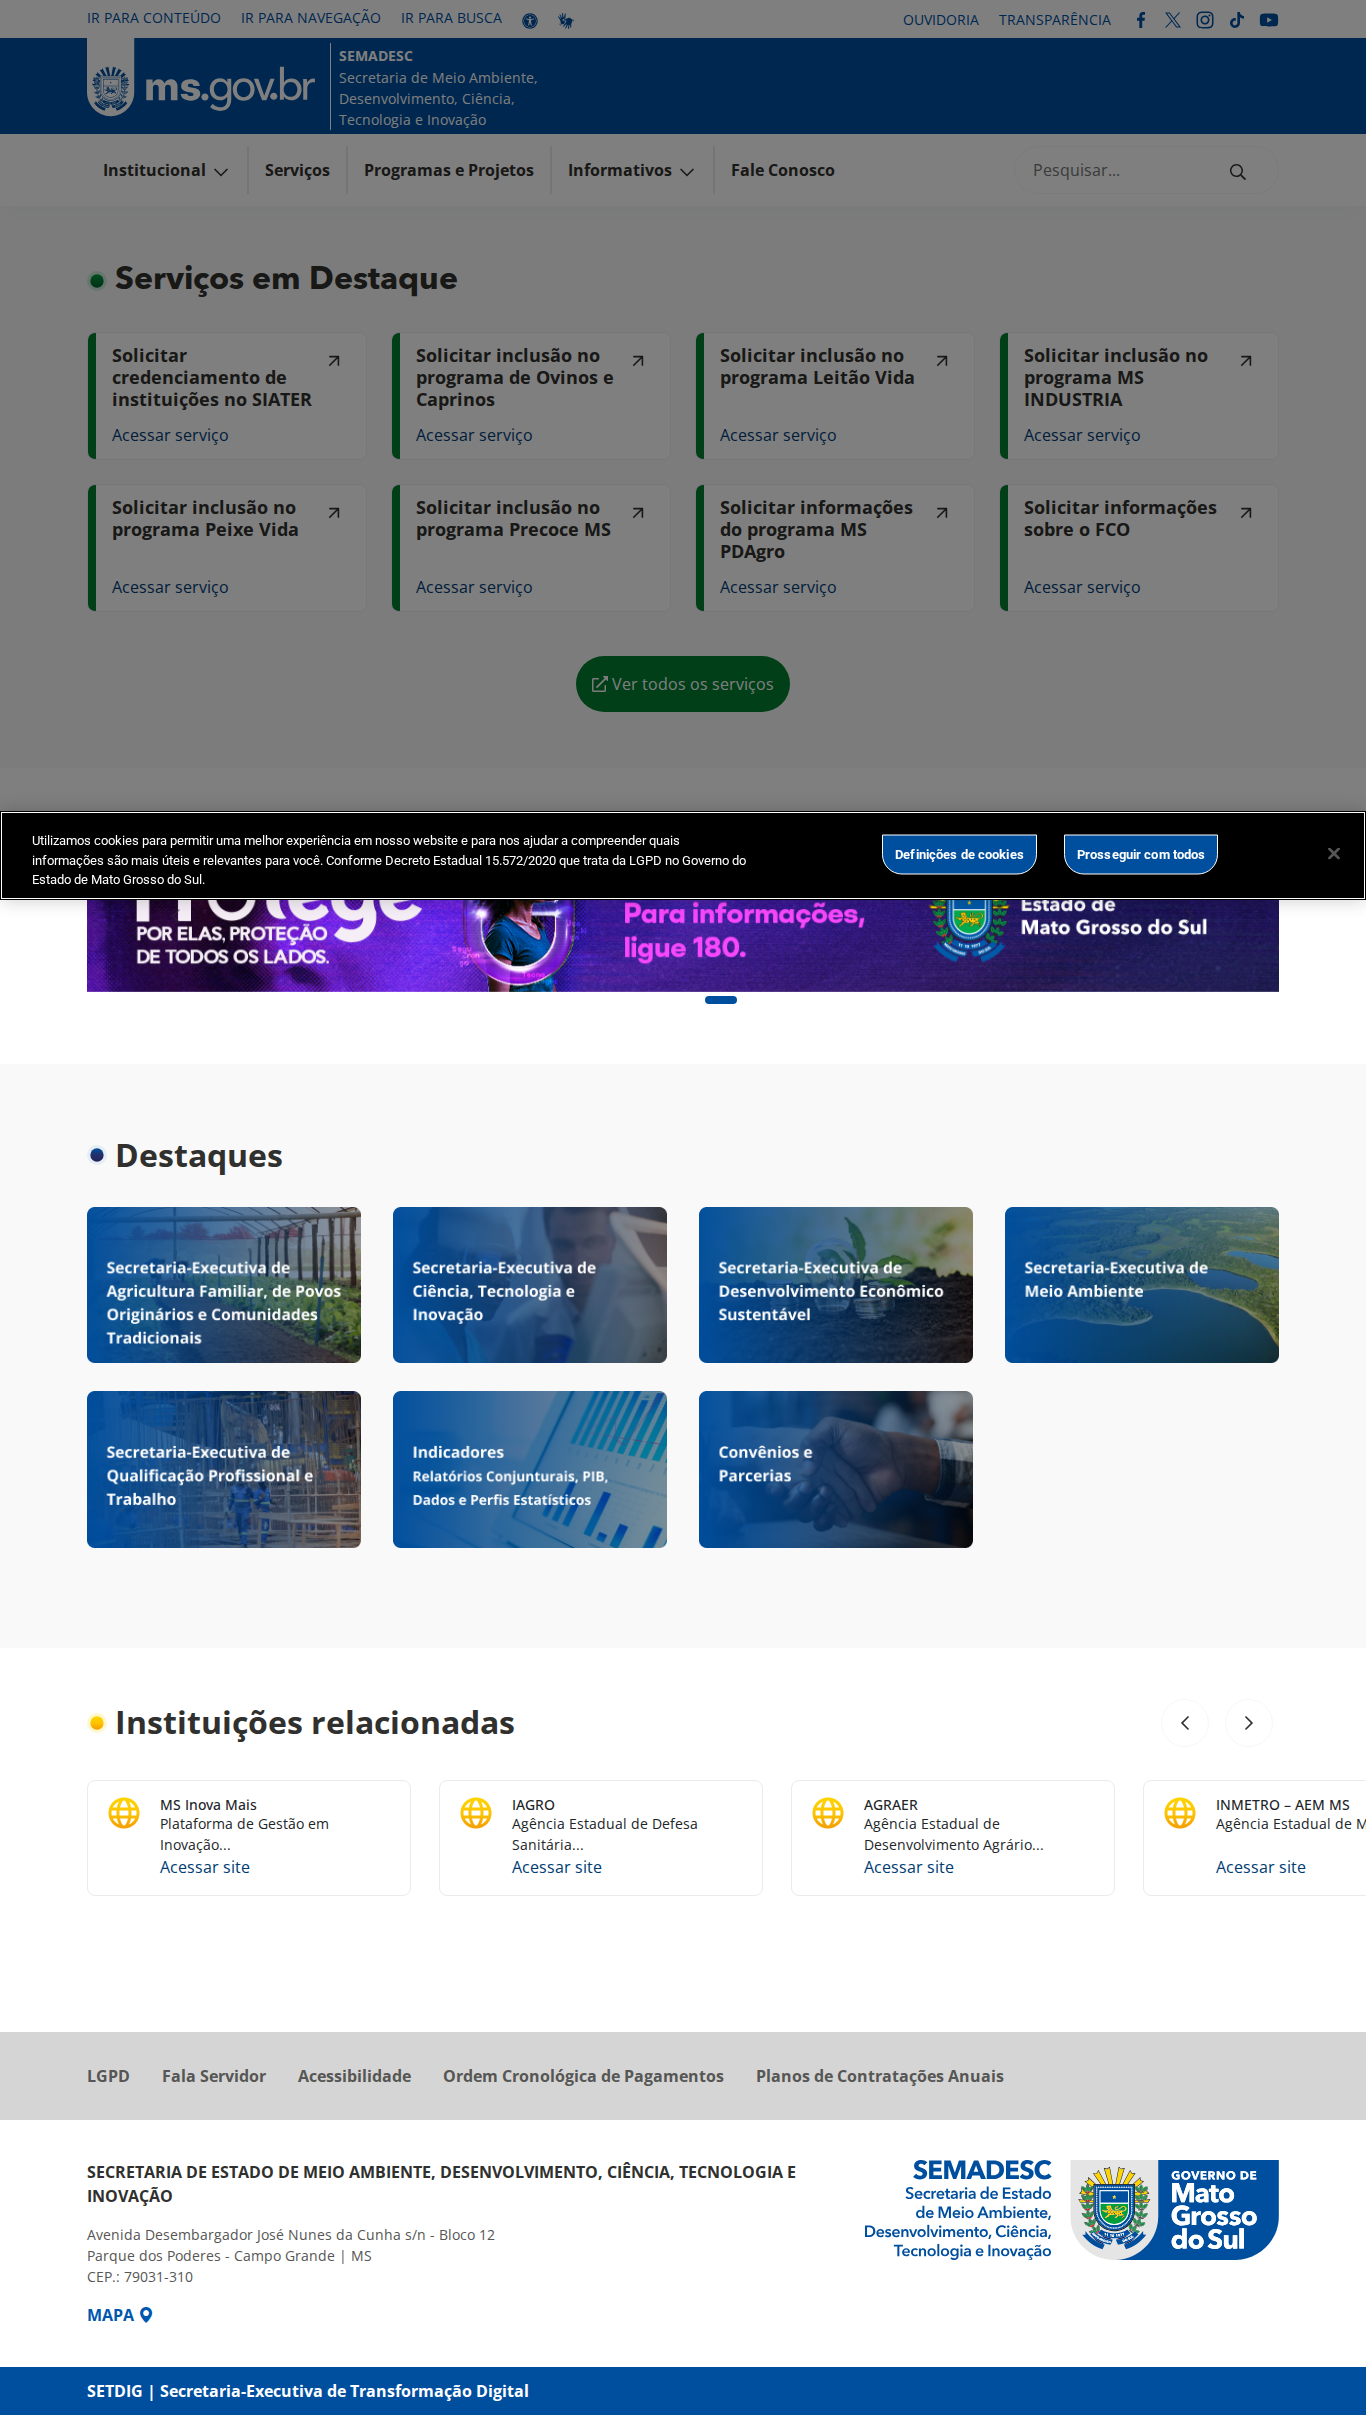 IR PARA CONTEÚDO IR PARA NAVEGAÇÃO IR PARA BUSCA OUVIDORIA TRANSPARÊNCIA
ms.gov.br
SEMADESC
Secretaria de Meio Ambiente,
Desenvolvimento, Ciência,
Tecnologia e Inovação
Institucional Serviços Programas e Projetos Informativos Fale Conosco Pesquisar...
Serviços em Destaque
Solicitar
credenciamento de
instituições no SIATER
Acessar serviço
Solicitar inclusão no
programa de Ovinos e
Caprinos
Acessar serviço
Solicitar inclusão no
programa Leitão Vida
Acessar serviço
Solicitar inclusão no
programa MS
INDUSTRIA
Acessar serviço
Solicitar inclusão no
programa Peixe Vida
Acessar serviço
Solicitar inclusão no
programa Precoce MS
Acessar serviço
Solicitar informações
do programa MS
PDAgro
Acessar serviço
Solicitar informações
sobre o FCO
Acessar serviço
Ver todos os serviços
Utilizamos cookies para permitir uma melhor experiência em nosso website e para nos ajudar a compreender quais
informações são mais úteis e relevantes para você. Conforme Decreto Estadual 15.572/2020 que trata da LGPD no Governo do
Estado de Mato Grosso do Sul.
Definições de cookies
Prosseguir com todos
Protege
POR ELAS, PROTEÇÃO
DE TODOS OS LADOS.
Para informações,
ligue 180.
Estado de
Mato Grosso do Sul
Destaques
Secretaria-Executiva de
Agricultura Familiar, de Povos
Originários e Comunidades
Tradicionais
Secretaria-Executiva de
Ciência, Tecnologia e
Inovação
Secretaria-Executiva de
Desenvolvimento Econômico
Sustentável
Secretaria-Executiva de
Meio Ambiente
Secretaria-Executiva de
Qualificação Profissional e
Trabalho
Indicadores
Relatórios Conjunturais, PIB,
Dados e Perfis Estatísticos
Convênios e
Parcerias
Instituições relacionadas
MS Inova Mais
Plataforma de Gestão em
Inovação...
Acessar site
IAGRO
Agência Estadual de Defesa
Sanitária...
Acessar site
AGRAER
Agência Estadual de
Desenvolvimento Agrário...
Acessar site
INMETRO – AEM MS
Agência Estadual de M
Acessar site
LGPD Fala Servidor Acessibilidade Ordem Cronológica de Pagamentos Planos de Contratações Anuais
SECRETARIA DE ESTADO DE MEIO AMBIENTE, DESENVOLVIMENTO, CIÊNCIA, TECNOLOGIA E
INOVAÇÃO
Avenida Desembargador José Nunes da Cunha s/n - Bloco 12
Parque dos Poderes - Campo Grande | MS
CEP.: 79031-310
MAPA
SEMADESC
Secretaria de Estado
de Meio Ambiente,
Desenvolvimento, Ciência,
Tecnologia e Inovação
GOVERNO DE
Mato
Grosso
do Sul
SETDIG | Secretaria-Executiva de Transformação Digital